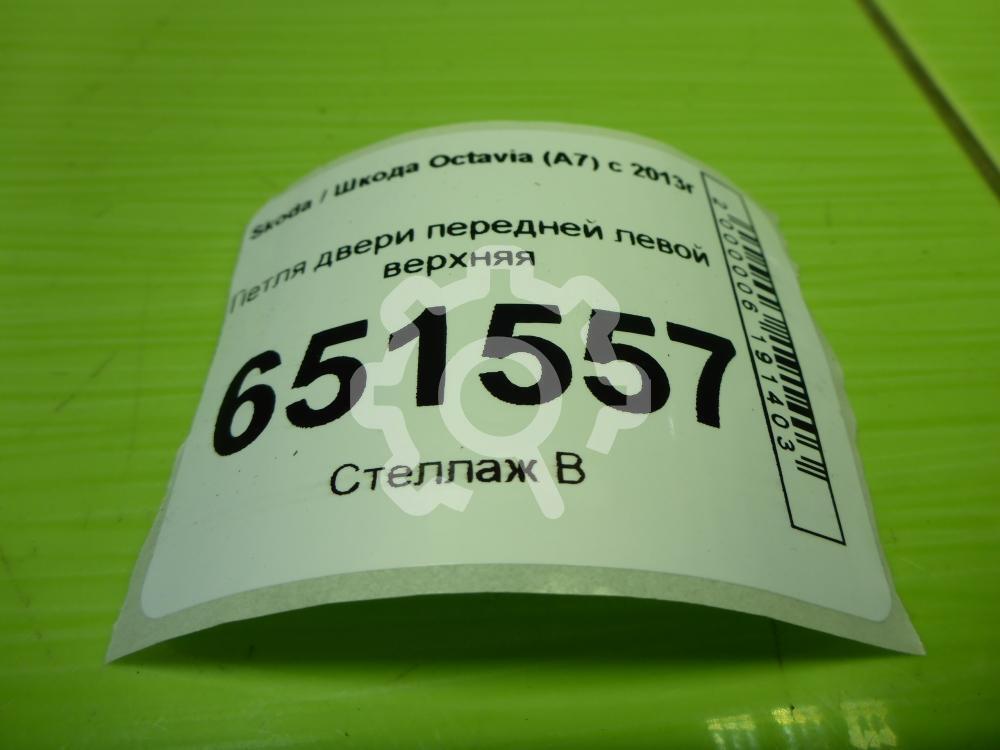 Skoda / Шкода Octavia (A7) с 2013г
Петля двери передней левой
верхняя
651557
Стеллаж В
2000006191403